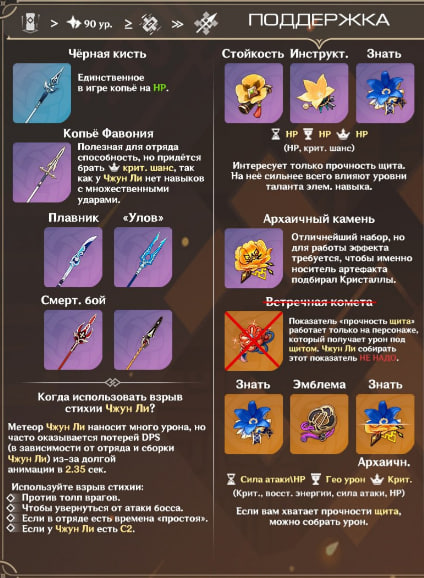 > 90 ур. ≥ >>
ПОДДЕРЖКА
Чёрная кисть
Единственное
в игре копьё на HP.
Копьё Фавония
Полезная для отряда
способность, но придётся
брать крит. шанс, так
как у Чжун Ли нет навыков
с множественными
ударами.
Плавник «Улов»
Смерт. бой
Когда использовать взрыв
стихии Чжун Ли?
Метеор Чжун Ли наносит много урона, но
часто оказывается потерей DPS
(в зависимости от отряда и сборки
Чжун Ли) из-за долгой
анимации в 2.35 сек.
Используйте взрыв стихии:
Против толп врагов.
Чтобы увернуться от атаки босса.
Если в отряде есть времена «простоя».
Если у Чжун Ли есть С2.
Стойкость Инструкт. Знать
HP HP HP
(HP, крит. шанс)
Интересует только прочность щита.
На неё сильнее всего влияют уровни
таланта элем. навыка.
Архаичный камень
Отличнейший набор, но
для работы эффекта
требуется, чтобы именно
носитель артефакта
подбирал Кристаллы.
Встречная комета
Показатель «прочность щита»
работает только на персонаже,
который получает урон под
щитом. Чжун Ли собирать
этот показатель НЕ НАДО.
Знать Эмблема Знать
Архаичн.
Сила атаки\HP Гео урон Крит.
(Крит., восст. энергии, сила атаки, HP)
Если вам хватает прочности щита,
можно собрать урон.